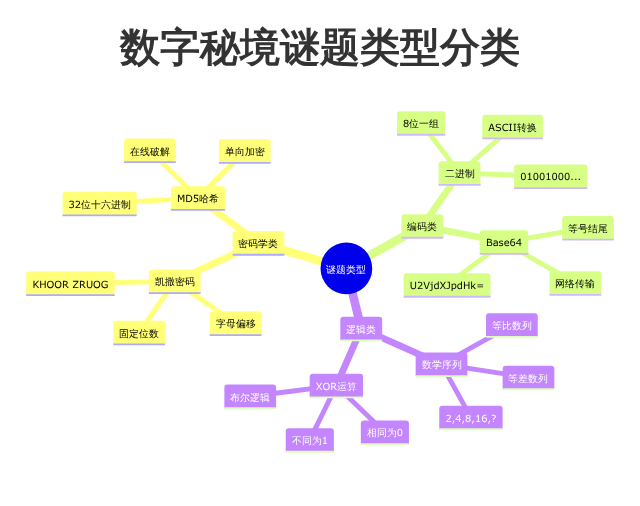 数字秘境谜题类型分类
谜题类型
密码学类
MD5哈希
在线破解
单向加密
32位十六进制
凯撒密码
KHOOR ZRUOG
固定位数
字母偏移
编码类
二进制
8位一组
ASCII转换
01001000...
Base64
等号结尾
网络传输
U2VjdXJpdHk=
逻辑类
XOR运算
布尔逻辑
不同为1
相同为0
数学序列
等比数列
等差数列
2,4,8,16,?